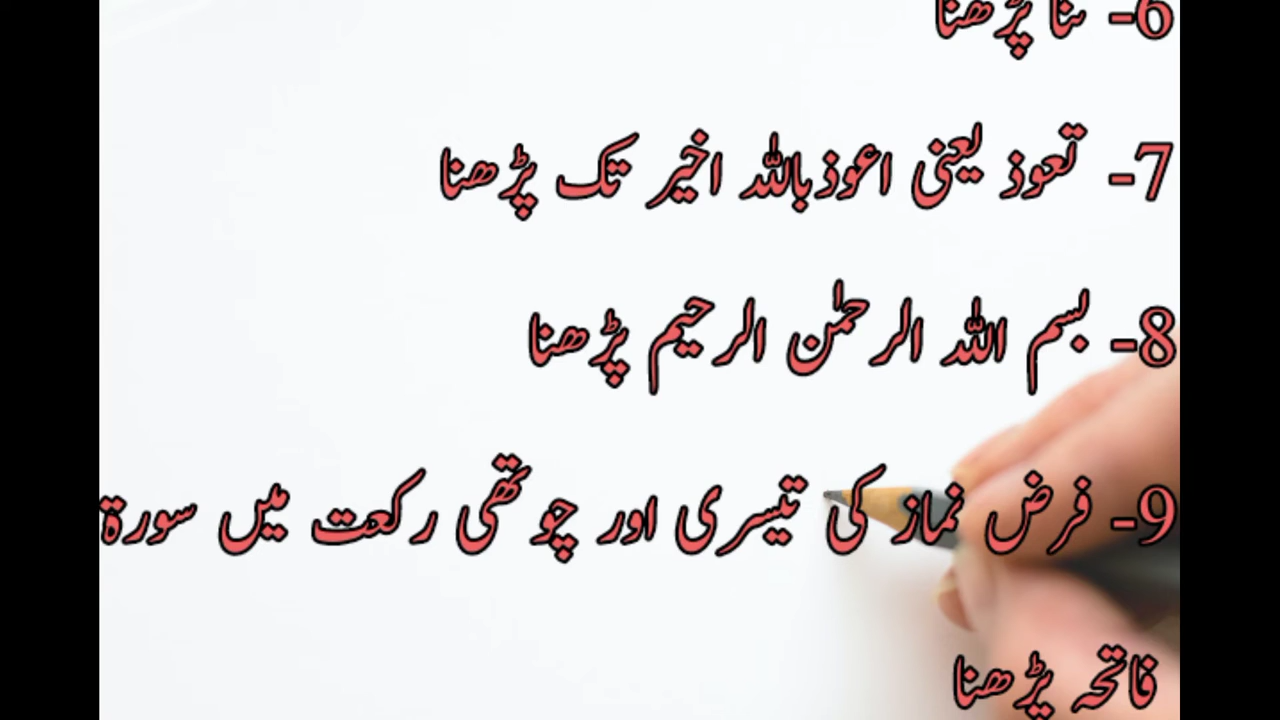 6- ثنا پڑھنا
7- تعوذ یعنی اعوذباللہ اخیر تک پڑھنا
8- بسم اللہ الرحمٰن الرحیم پڑھنا
9- فرض نماز کی تیسری اور چوتھی رکعت میں سورۃ
فاتحہ پڑھنا